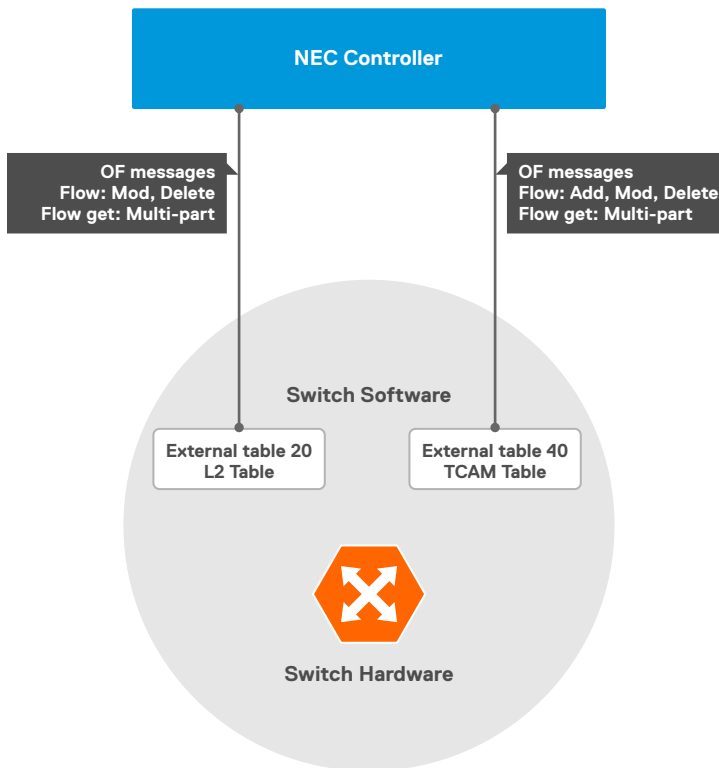 NEC Controller
OF messages
Flow: Mod, Delete
Flow get: Multi-part
OF messages
Flow: Add, Mod, Delete
Flow get: Multi-part
Switch Software
External table 20
L2 Table
External table 40
TCAM Table
Switch Hardware